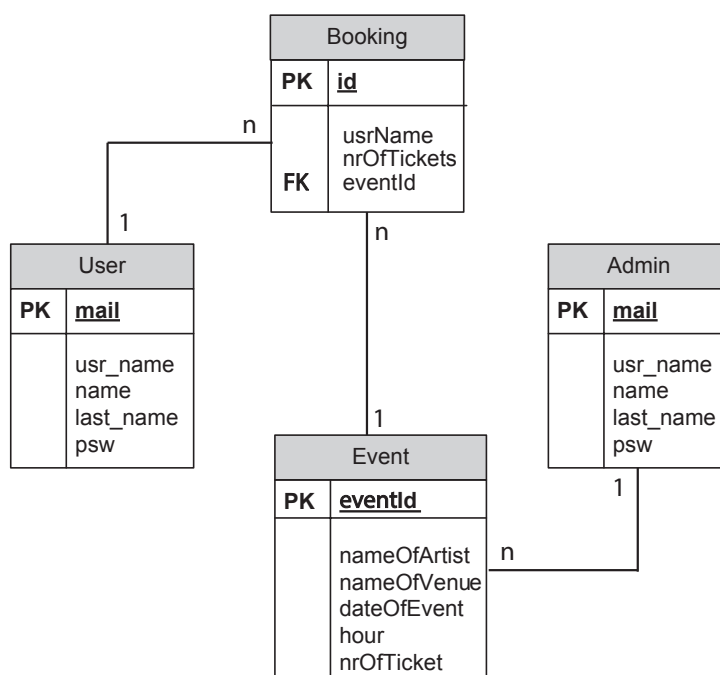 Booking
PK id
usrName
nrOfTickets
FK eventId
n
1
n
1
User
PK mail
usr_name
name
last_name
psw
Admin
PK mail
usr_name
name
last_name
psw
1
n
Event
PK eventId
nameOfArtist
nameOfVenue
dateOfEvent
hour
nrOfTicket